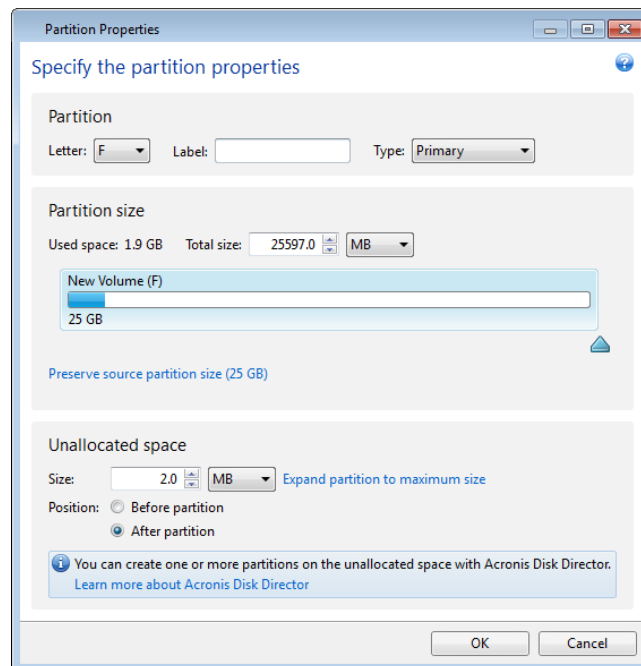 Partition Properties
Specify the partition properties
Partition
Letter: F Label: Type: Primary
Partition size
Used space: 1.9 GB Total size: 25597.0 MB
New Volume (F)
25 GB
Preserve source partition size (25 GB)
Unallocated space
Size: 2.0 MB Expand partition to maximum size
Position: Before partition
After partition
You can create one or more partitions on the unallocated space with Acronis Disk Director.
Learn more about Acronis Disk Director
OK Cancel